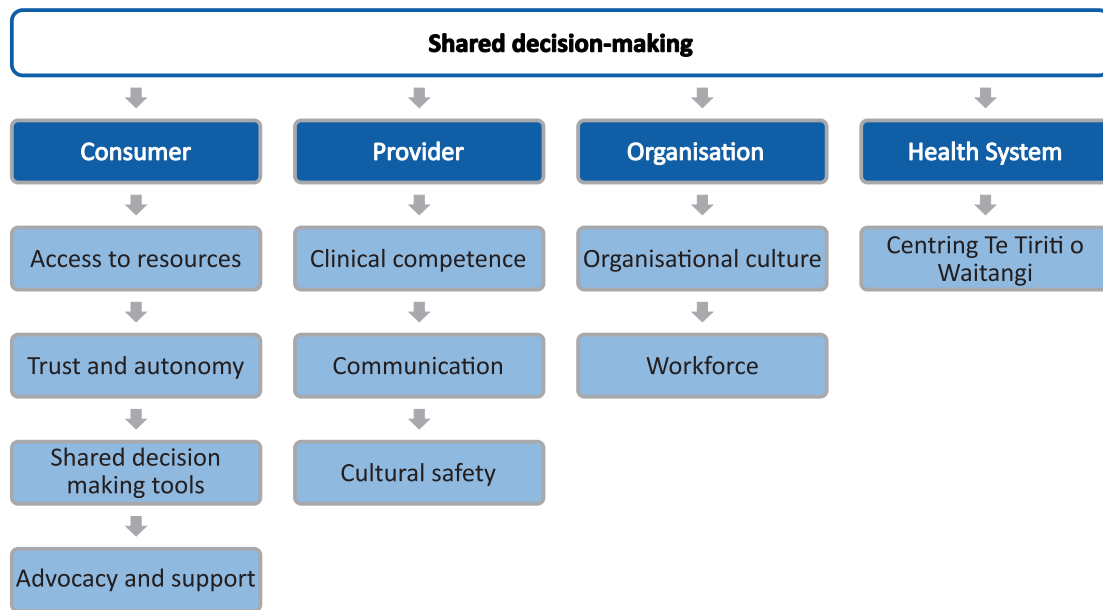 Shared decision-making
Consumer
Provider
Organisation
Health System
Access to resources
Clinical competence
Organisational culture
Centring Te Tiriti o
Waitangi
Trust and autonomy
Communication
Workforce
Shared decision
making tools
Cultural safety
Advocacy and support